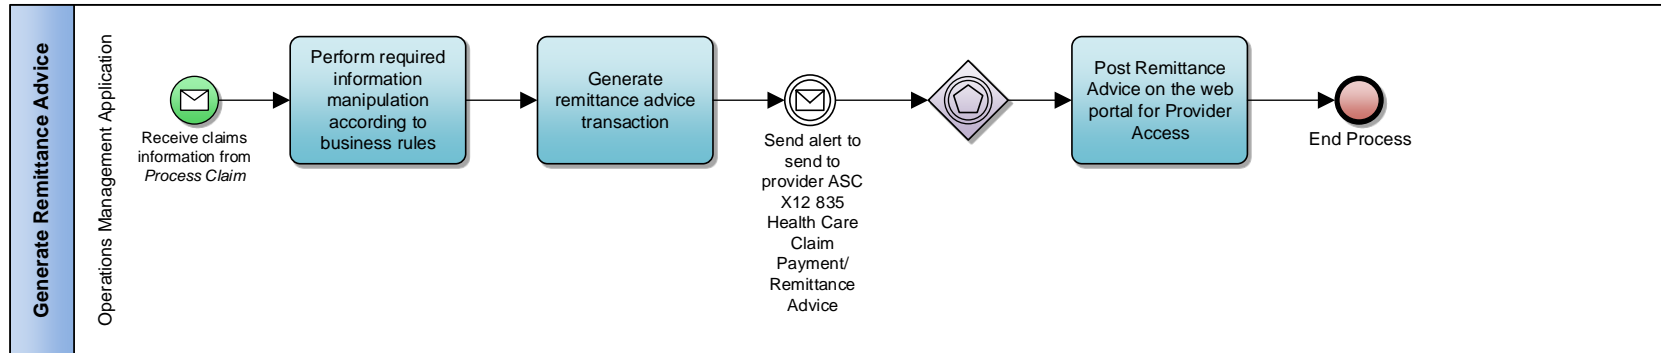 Generate Remittance Advice
Operations Management Application
Receive claims
information from
Process Claim
Perform required
information
manipulation
according to
business rules
Generate
remittance advice
transaction
Send alert to
send to
provider ASC
X12 835
Health Care
Claim
Payment/
Remittance
Advice
Post Remittance
Advice on the web
portal for Provider
Access
End Process